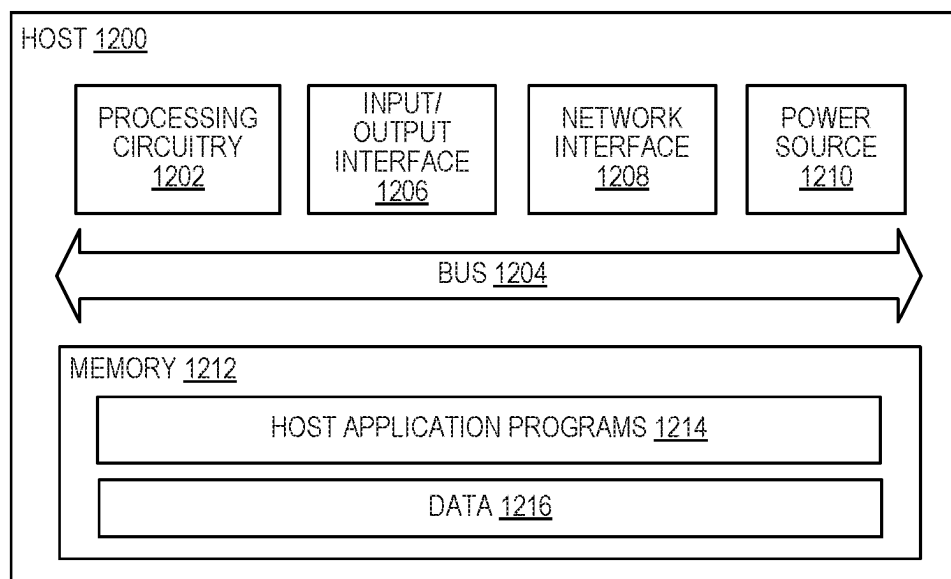 HOST 1200
PROCESSING
CIRCUITRY
1202
INPUT/
OUTPUT
INTERFACE
1206
NETWORK
INTERFACE
1208
POWER
SOURCE
1210
BUS 1204
MEMORY 1212
HOST APPLICATION PROGRAMS 1214
DATA 1216